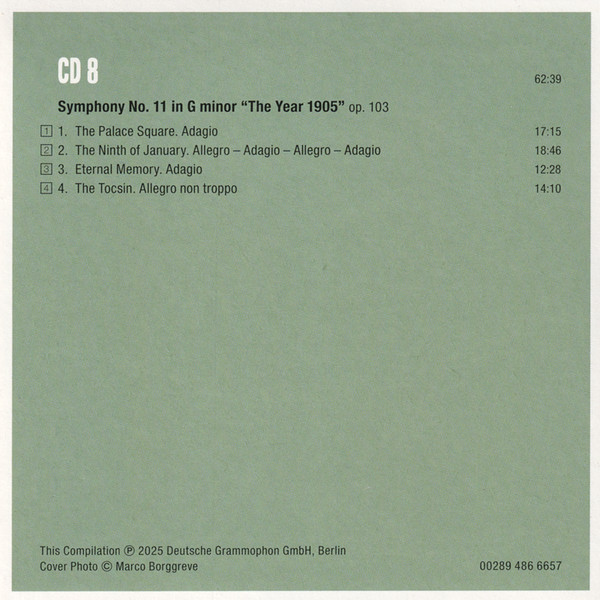 CD 8
62:39
Symphony No. 11 in G minor “The Year 1905” op. 103
1 1. The Palace Square. Adagio 17:15
2 2. The Ninth of January. Allegro – Adagio – Allegro – Adagio 18:46
3 3. Eternal Memory. Adagio 12:28
4 4. The Tocsin. Allegro non troppo 14:10
This Compilation ℗ 2025 Deutsche Grammophon GmbH, Berlin
Cover Photo © Marco Borggreve 00289 486 6657